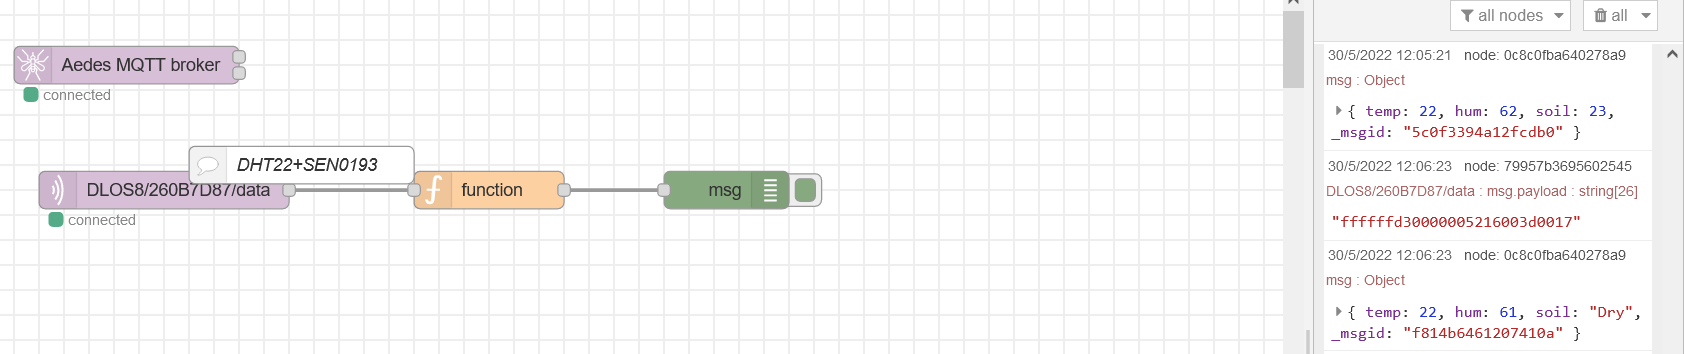 Aedes MQTT broker
connected
DHT22+SEN0193
DLOS8/260B7D87/data
function
msg
connected
all nodes
all
30/5/2022 12:05:21 node: 0c8c0fba640278a9
msg : Object
{ temp: 22, hum: 62, soil: 23,
_msgid: "5c0f3394a12fcdb0" }
30/5/2022 12:06:23 node: 79957b3695602545
DLOS8/260B7D87/data : msg.payload : string[26]
"ffffffd30000005216003d0017"
30/5/2022 12:06:23 node: 0c8c0fba640278a9
msg : Object
{ temp: 22, hum: 61, soil: "Dry",
_msgid: "f814b6461207410a" }